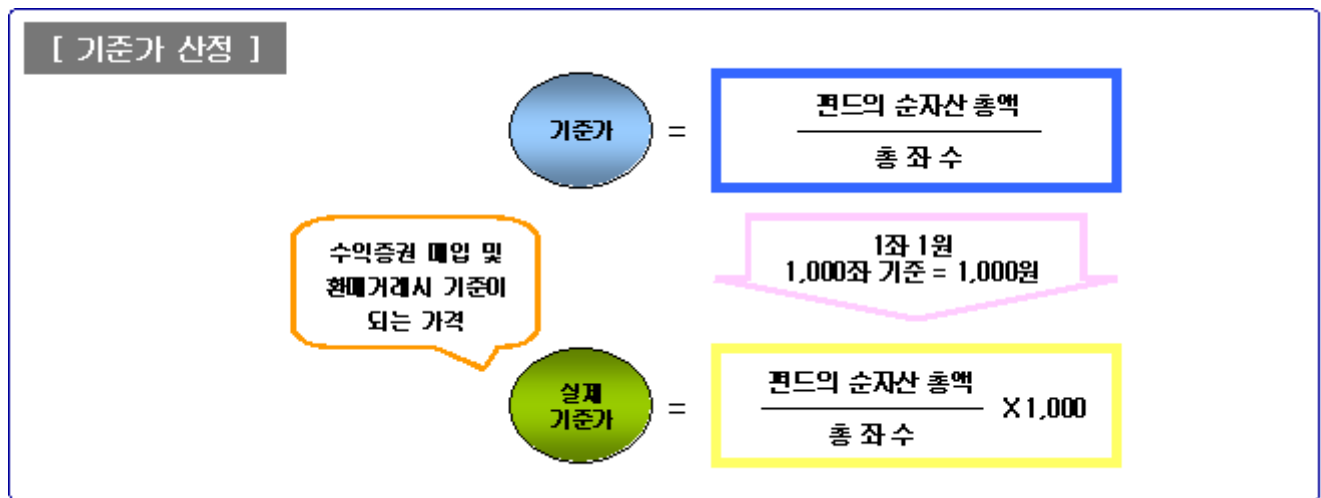 [ 기준가 산정 ]
기준가 =
펀드의 순자산 총액
총 좌 수
1좌 1원
1,000좌 기준 = 1,000원
수익증권 매입 및
환매거래시 기준이
되는 가격
실제
기준가 =
펀드의 순자산 총액
총 좌 수
X 1,000